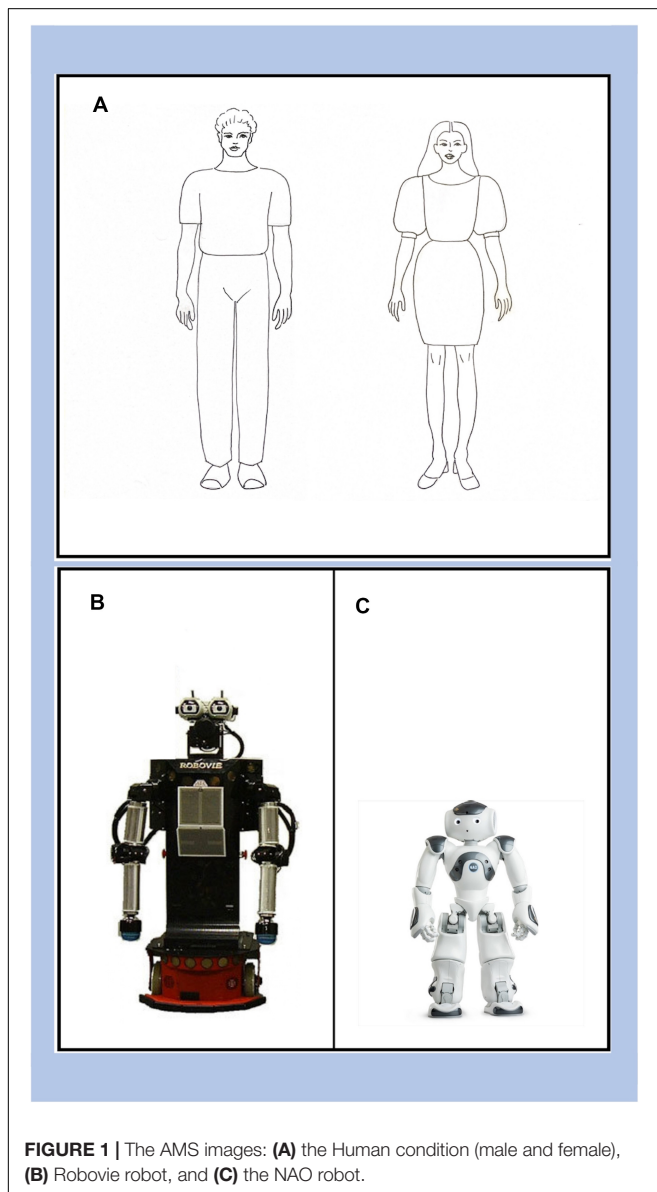 A
B
C
ROBOVIE
FIGURE 1 | The AMS images: (A) the Human condition (male and female),
(B) Robovie robot, and (C) the NAO robot.